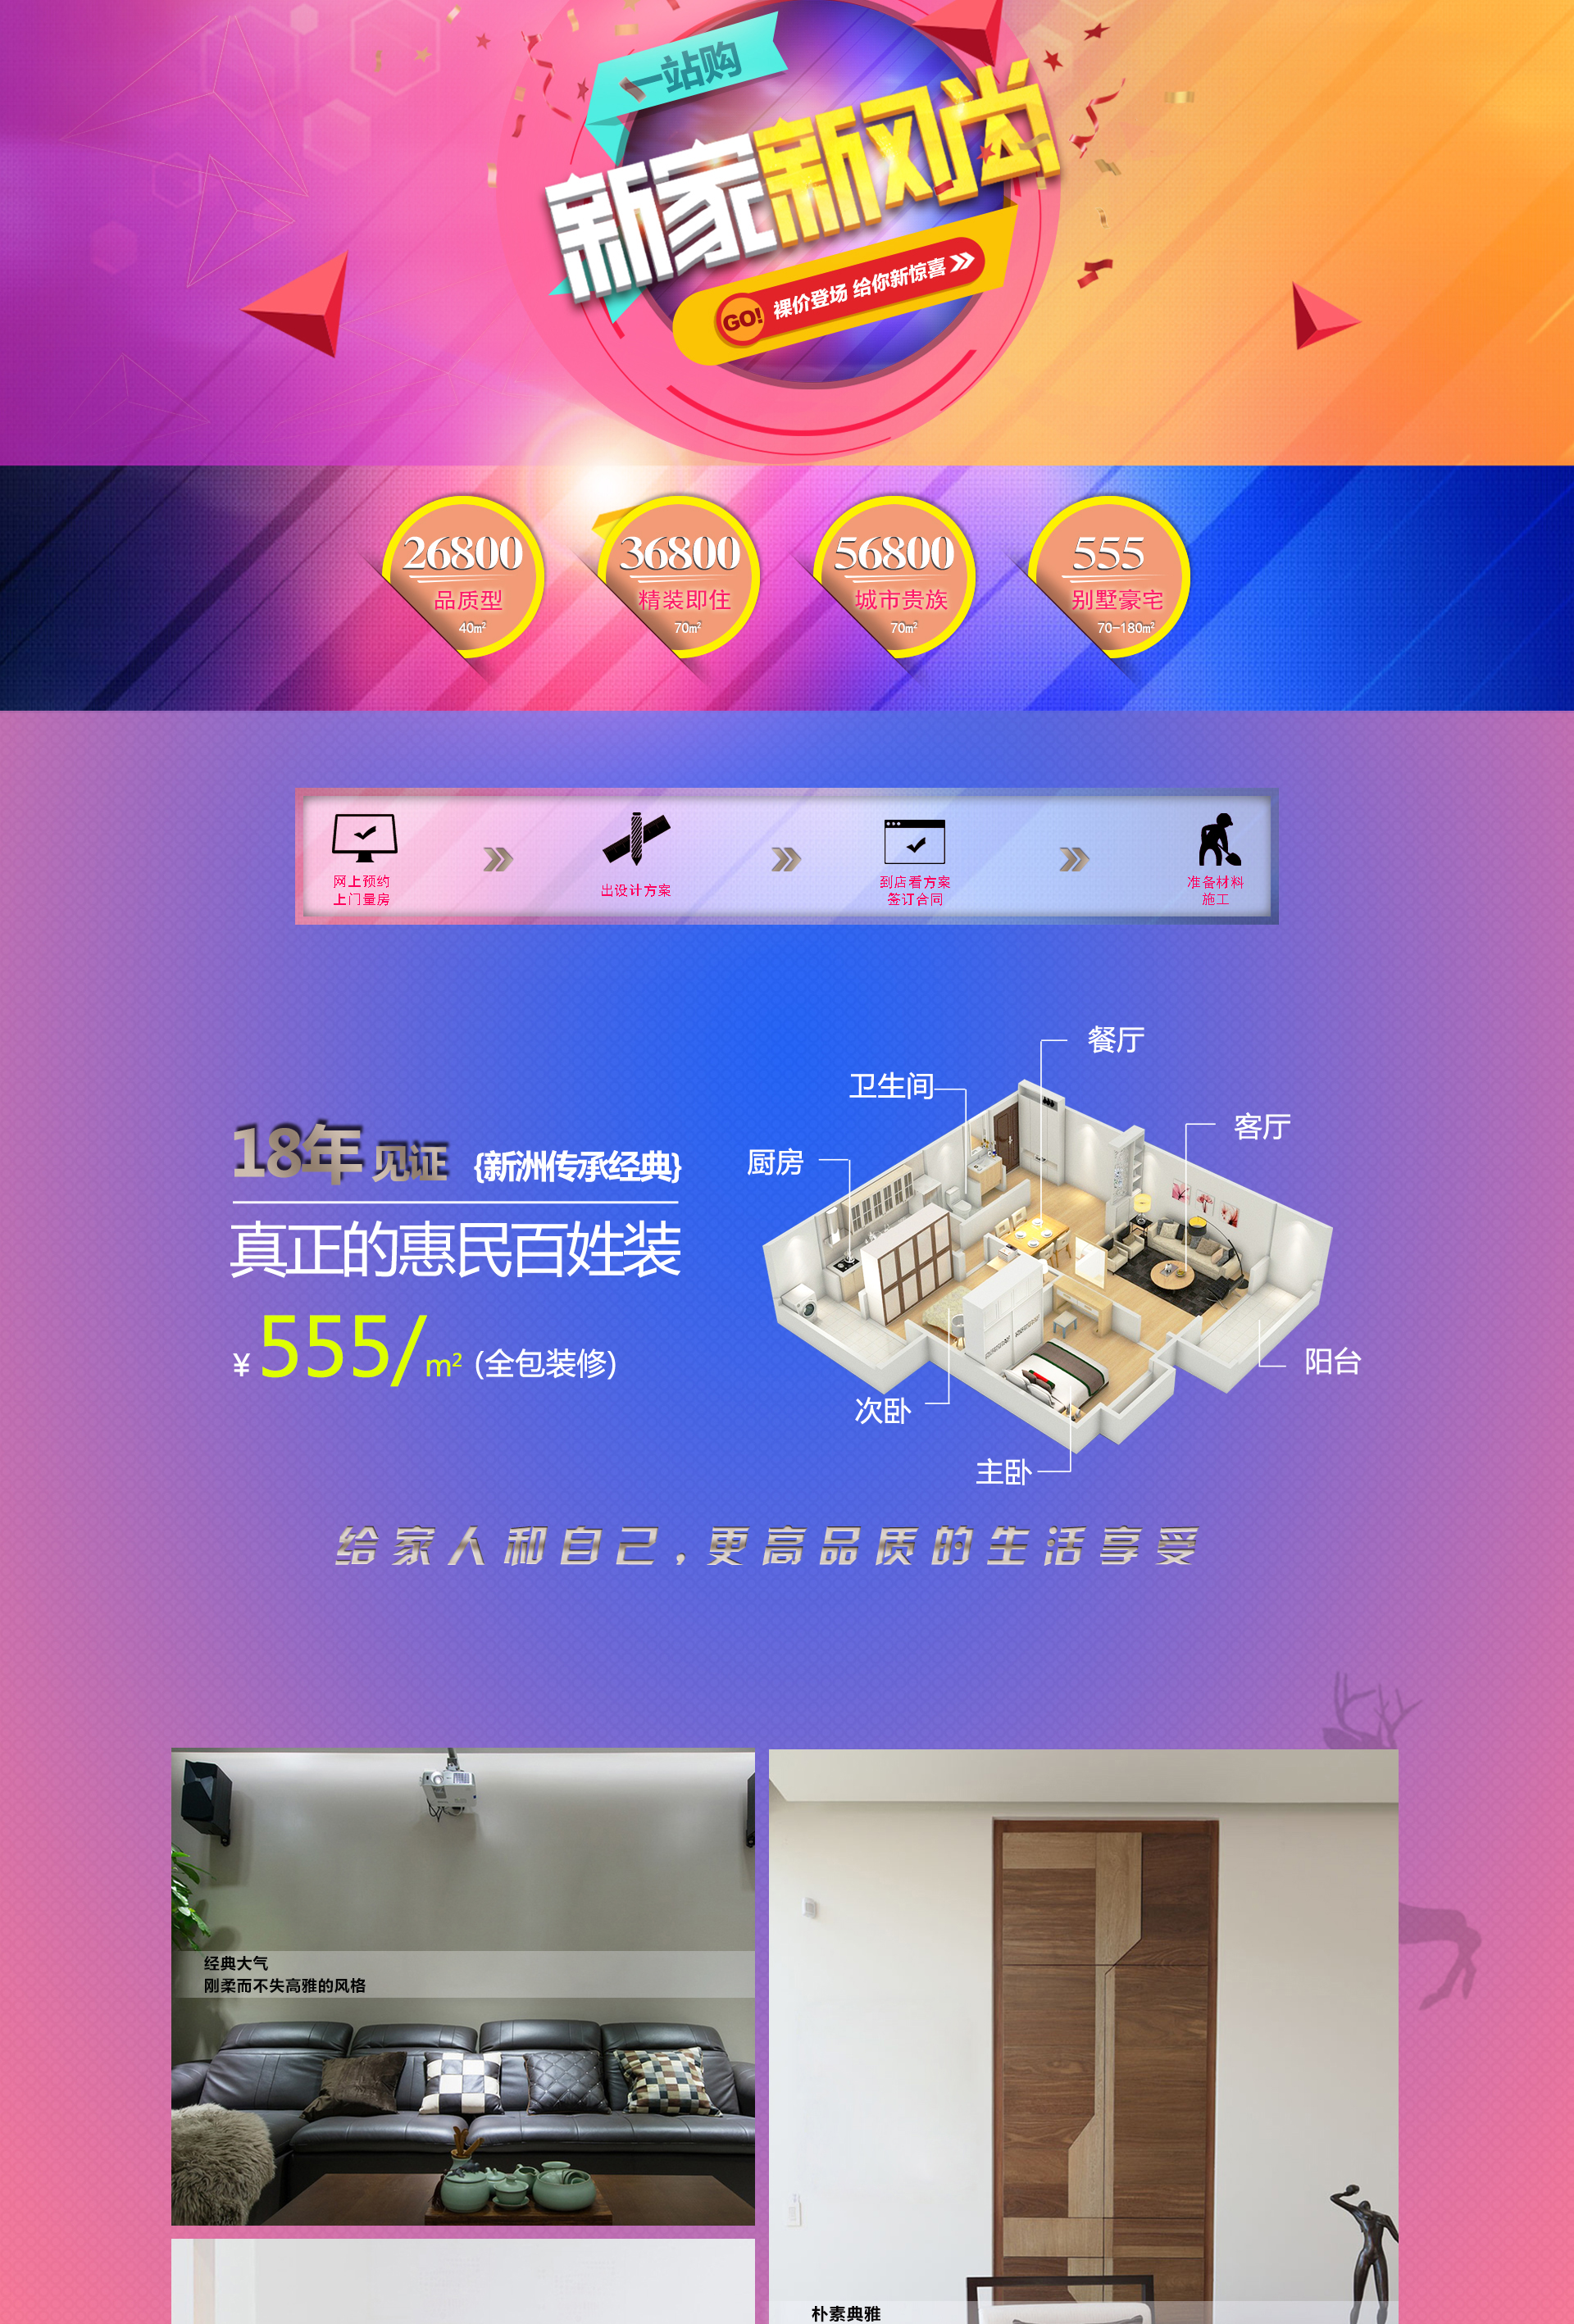 一站购
新家新风尚
GO! 裸价登场 给你新惊喜
26800
品质型
40m²
36800
精装即住
70m²
56800
城市贵族
70m²
555
别墅豪宅
70-180m²
网上预约
上门量房
出设计方案
到店看方案
签订合同
准备材料
施工
18年 见证 {新洲传承经典}
真正的惠民百姓装
¥ 555/m² (全包装修)
餐厅
卫生间
客厅
厨房
阳台
次卧
主卧
给家人和自己,更高品质的生活享受
经典大气
刚柔而不失高雅的风格
朴素典雅